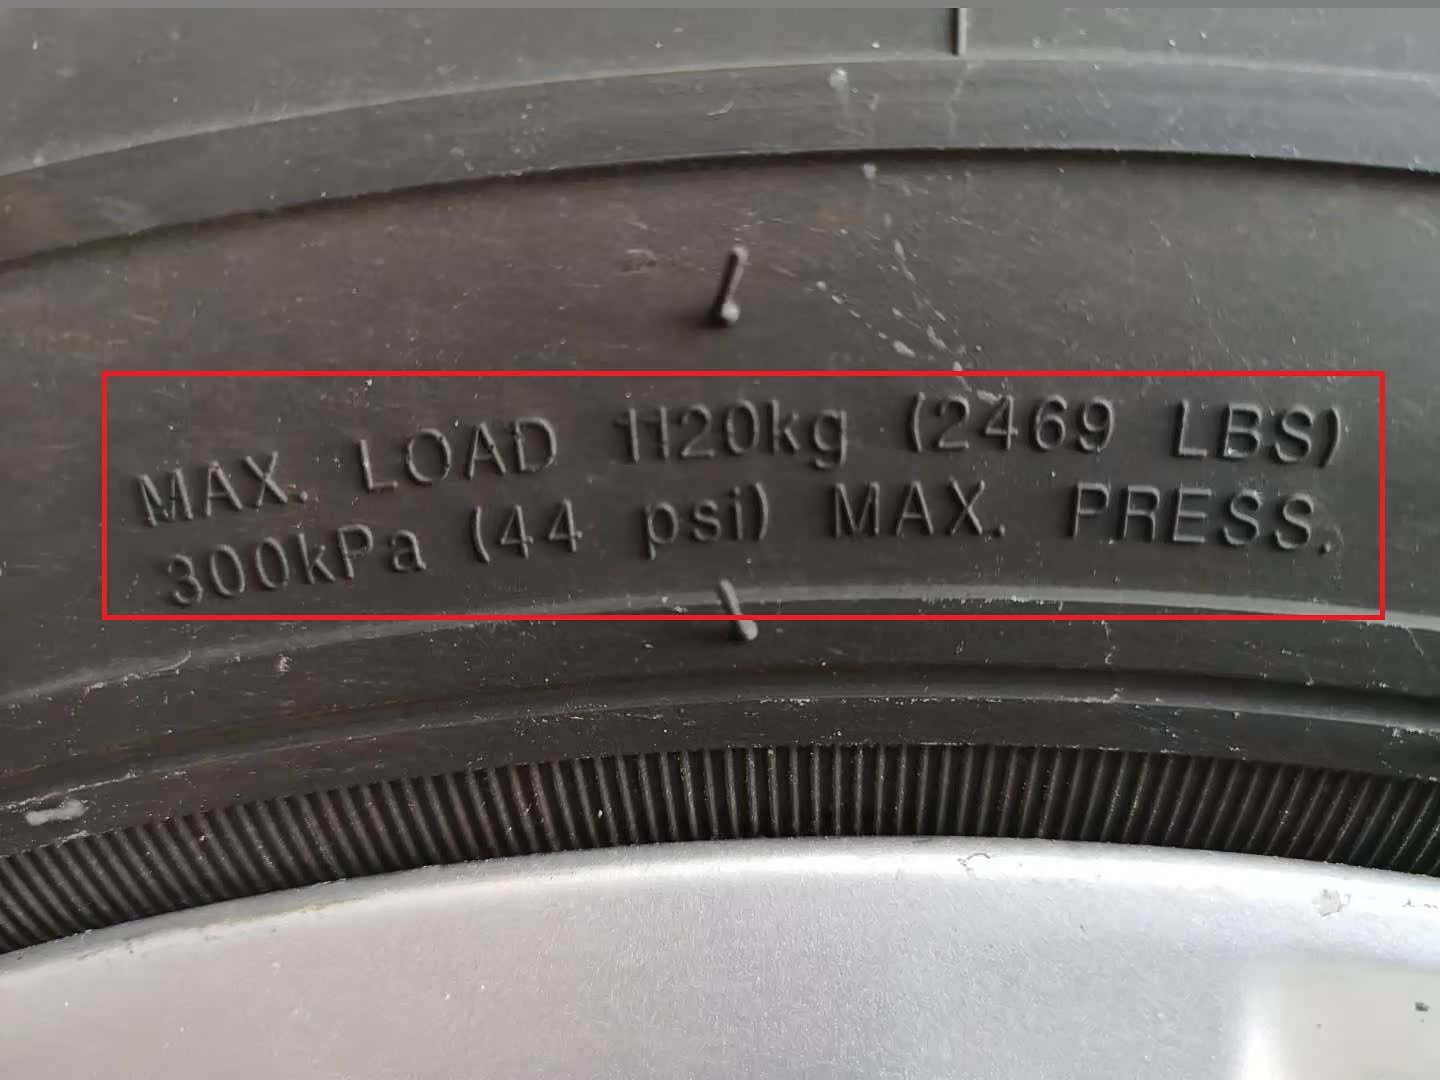 MAX. LOAD 1120kg (2469 LBS)
300kPa (44 psi) MAX. PRESS.